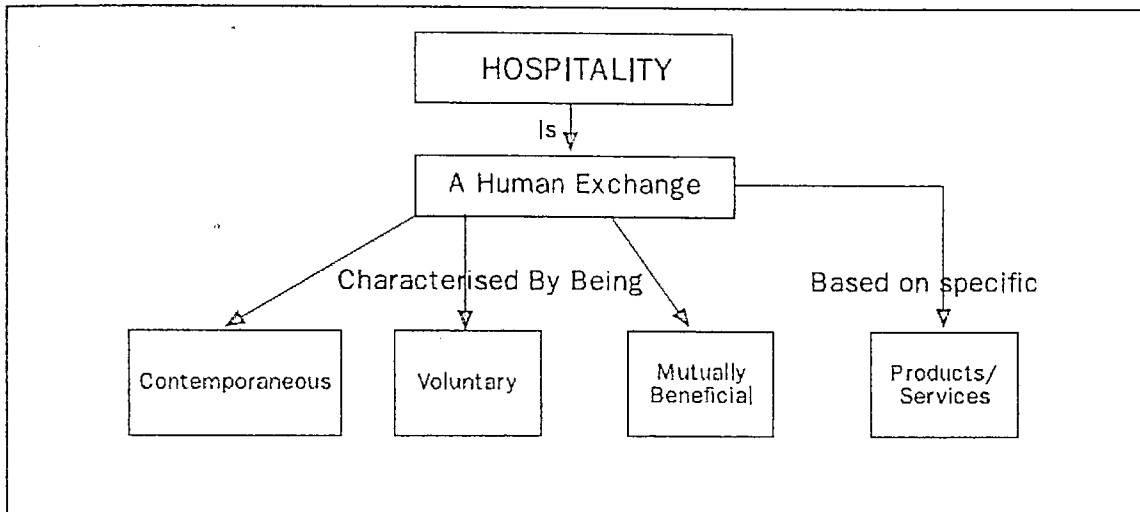 HOSPITALITY
Is
A Human Exchange
Characterised By Being
Based on specific
Contemporaneous
Voluntary
Mutually
Beneficial
Products/
Services